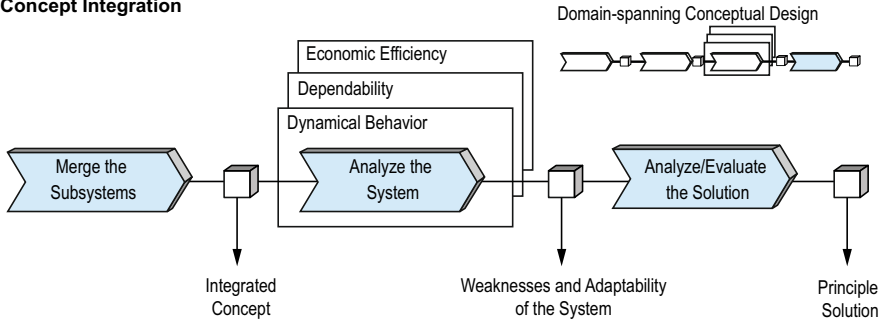 Concept Integration
Domain-spanning Conceptual Design
Economic Efficiency
Dependability
Dynamical Behavior
Merge the
Subsystems
Analyze the
System
Analyze/Evaluate
the Solution
Integrated
Concept
Weaknesses and Adaptability
of the System
Principle
Solution